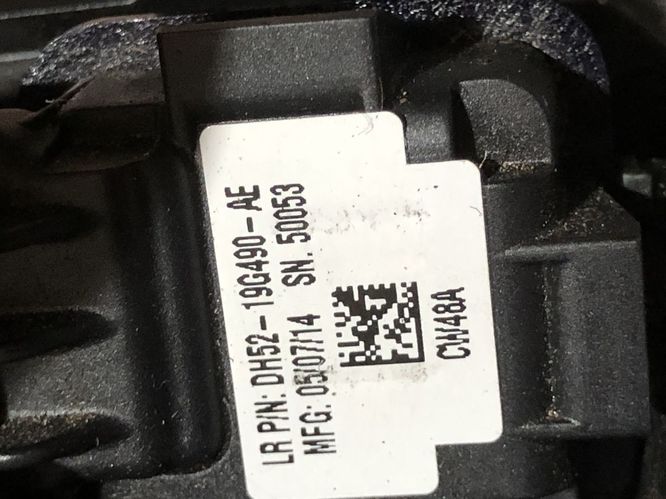 LR P/N: DH52-19G490-AE
MFG: 05/07/14 SN. 50053
CW48A